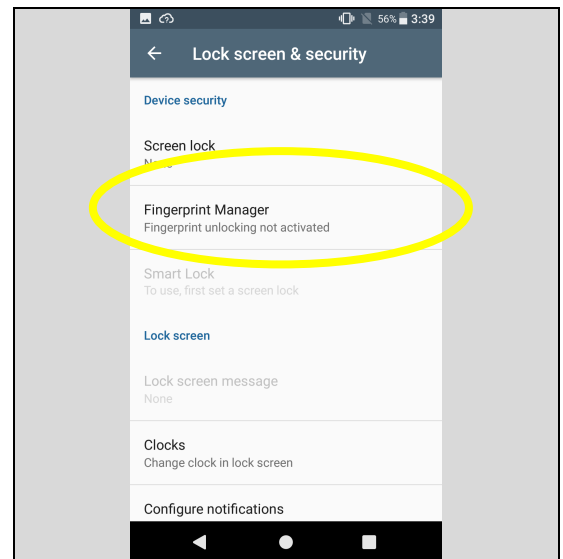 56% 3:39
Lock screen & security
Device security
Screen lock
None
Fingerprint Manager
Fingerprint unlocking not activated
Smart Lock
To use, first set a screen lock
Lock screen
Lock screen message
None
Clocks
Change clock in lock screen
Configure notifications